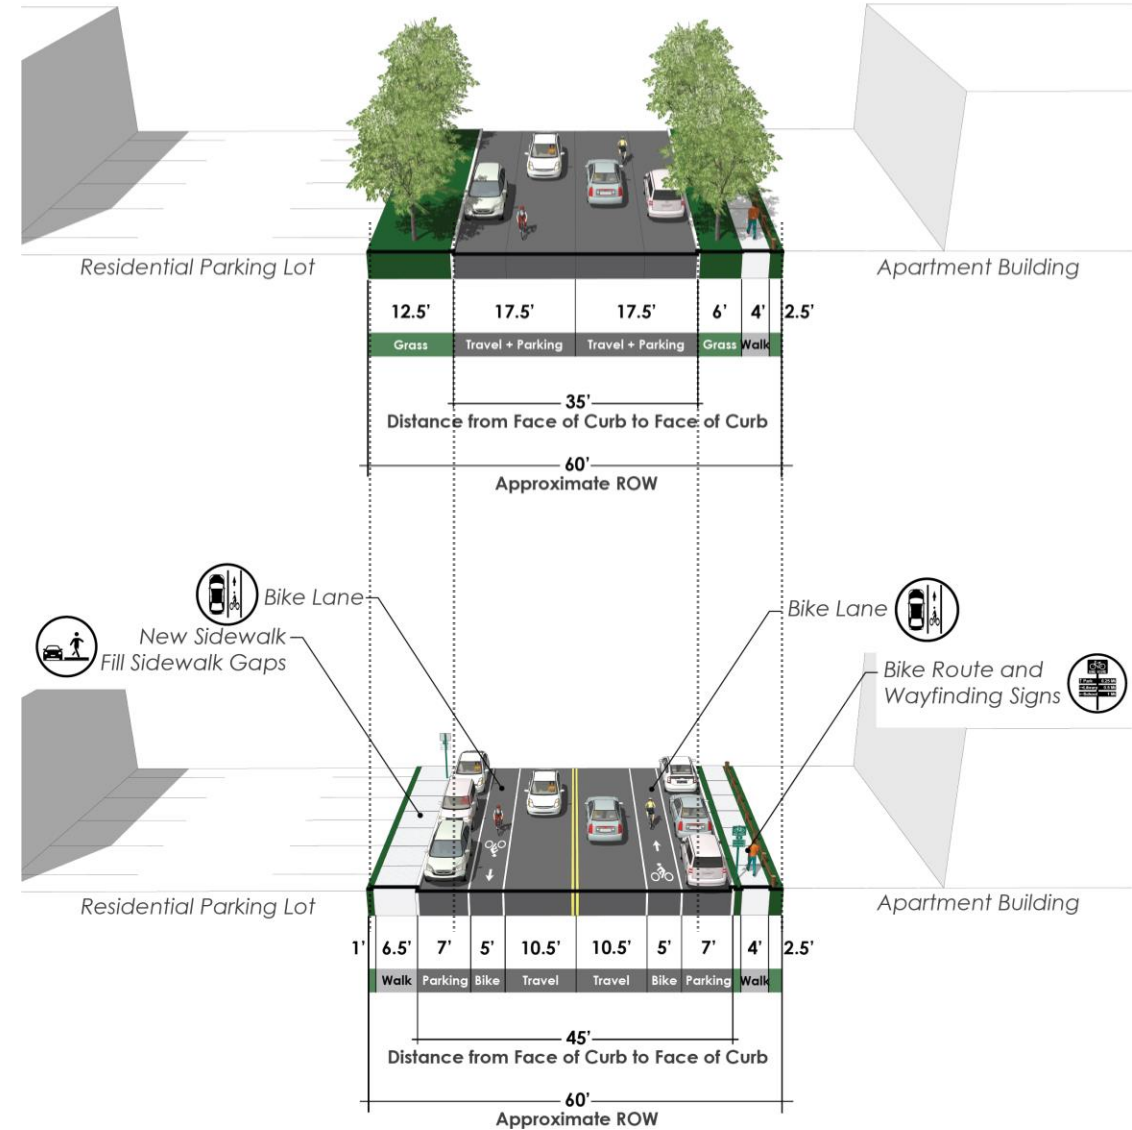 Residential Parking Lot
Apartment Building
12.5' 17.5' 17.5' 6' 4' 2.5'
Grass Travel + Parking Travel + Parking Grass Walk
35'
Distance from Face of Curb to Face of Curb
60'
Approximate ROW
Bike Lane
New Sidewalk
Fill Sidewalk Gaps
Bike Lane
Bike Route and
Wayfinding Signs
Residential Parking Lot
Apartment Building
1' 6.5' 7' 5' 10.5' 10.5' 5' 7' 4' 2.5'
Walk Parking Bike Travel Travel Bike Parking Walk
45'
Distance from Face of Curb to Face of Curb
60'
Approximate ROW